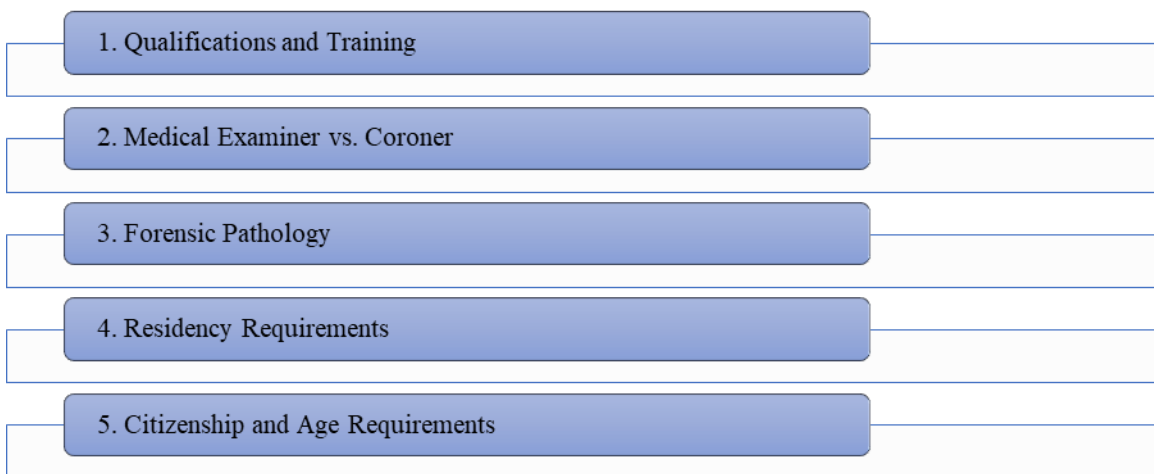 1. Qualifications and Training
2. Medical Examiner vs. Coroner
3. Forensic Pathology
4. Residency Requirements
5. Citizenship and Age Requirements